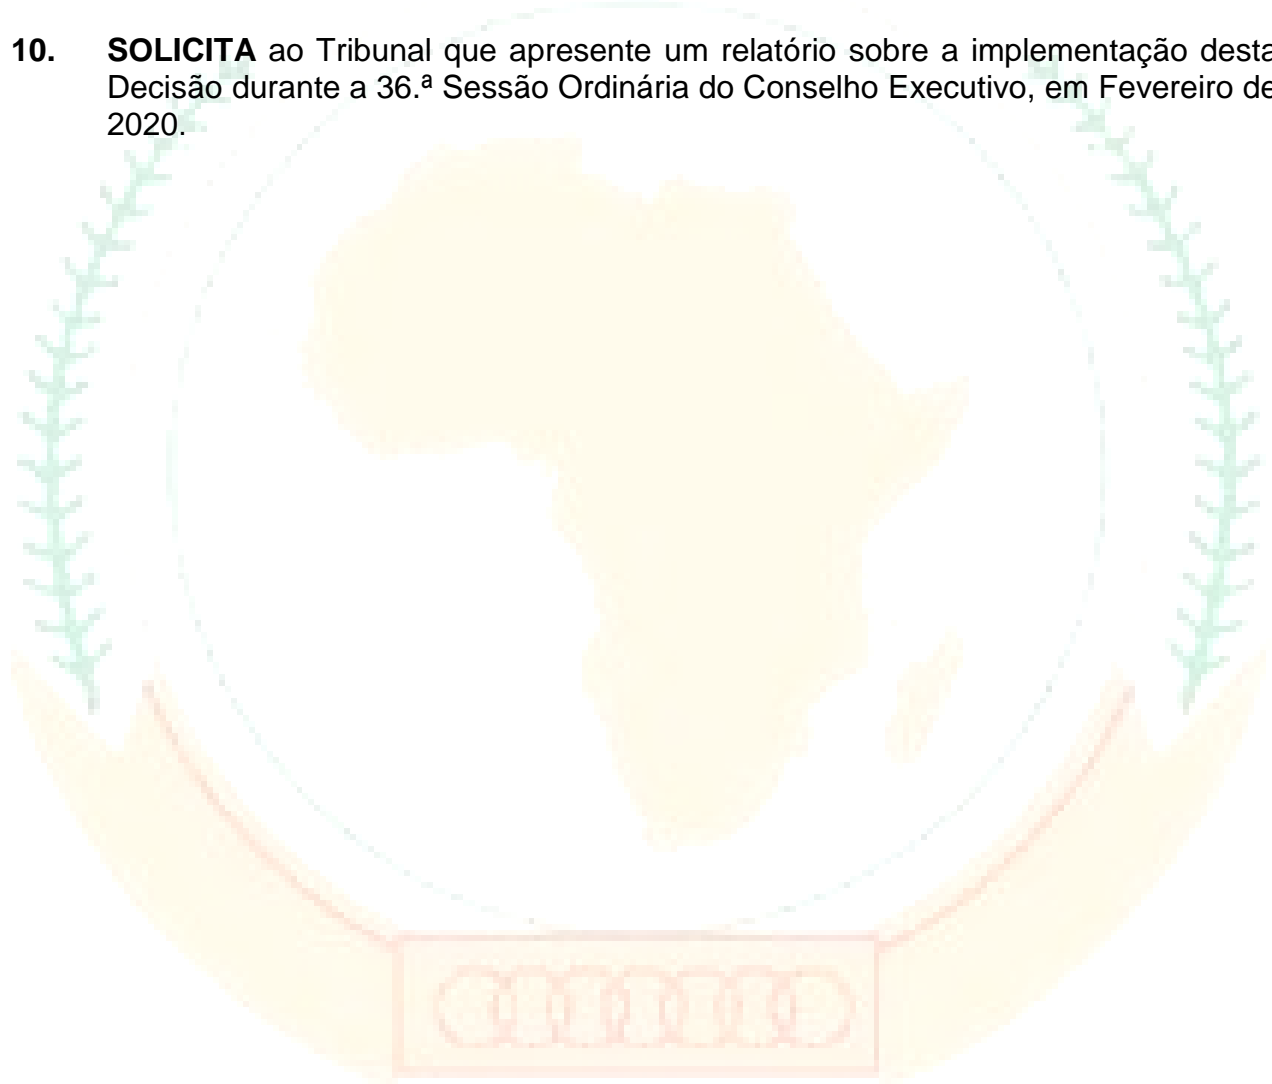 10. SOLICITA ao Tribunal que apresente um relatório sobre a implementação desta
Decisão durante a 36.ª Sessão Ordinária do Conselho Executivo, em Fevereiro de
2020.